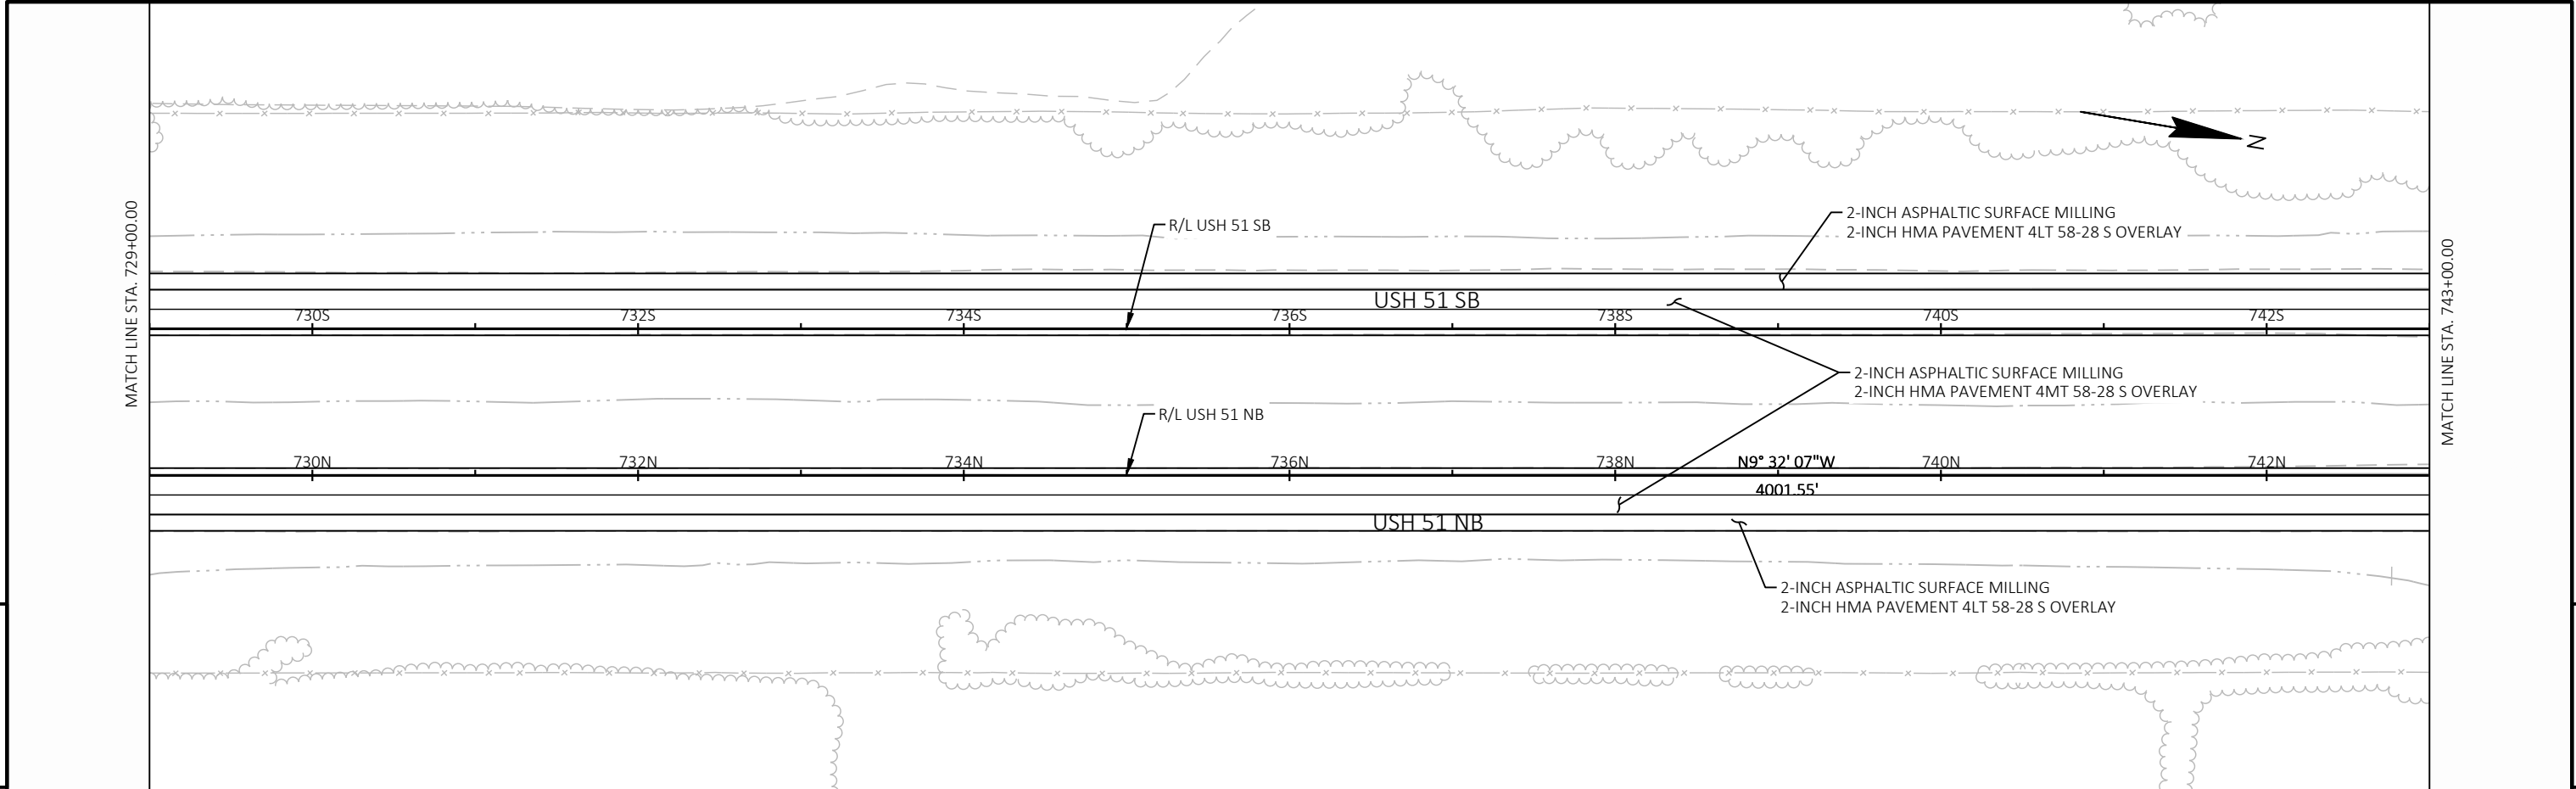 MATCH LINE STA. 729+00.00
N
R/L USH 51 SB
2-INCH ASPHALTIC SURFACE MILLING
2-INCH HMA PAVEMENT 4LT 58-28 S OVERLAY
MATCH LINE STA. 743+00.00
USH 51 SB
730S 732S 734S 736S 738S 740S 742S
2-INCH ASPHALTIC SURFACE MILLING
2-INCH HMA PAVEMENT 4MT 58-28 S OVERLAY
R/L USH 51 NB
730N 732N 734N 736N 738N N9° 32' 07"W 740N 742N
4001.55'
USH 51 NB
2-INCH ASPHALTIC SURFACE MILLING
2-INCH HMA PAVEMENT 4LT 58-28 S OVERLAY